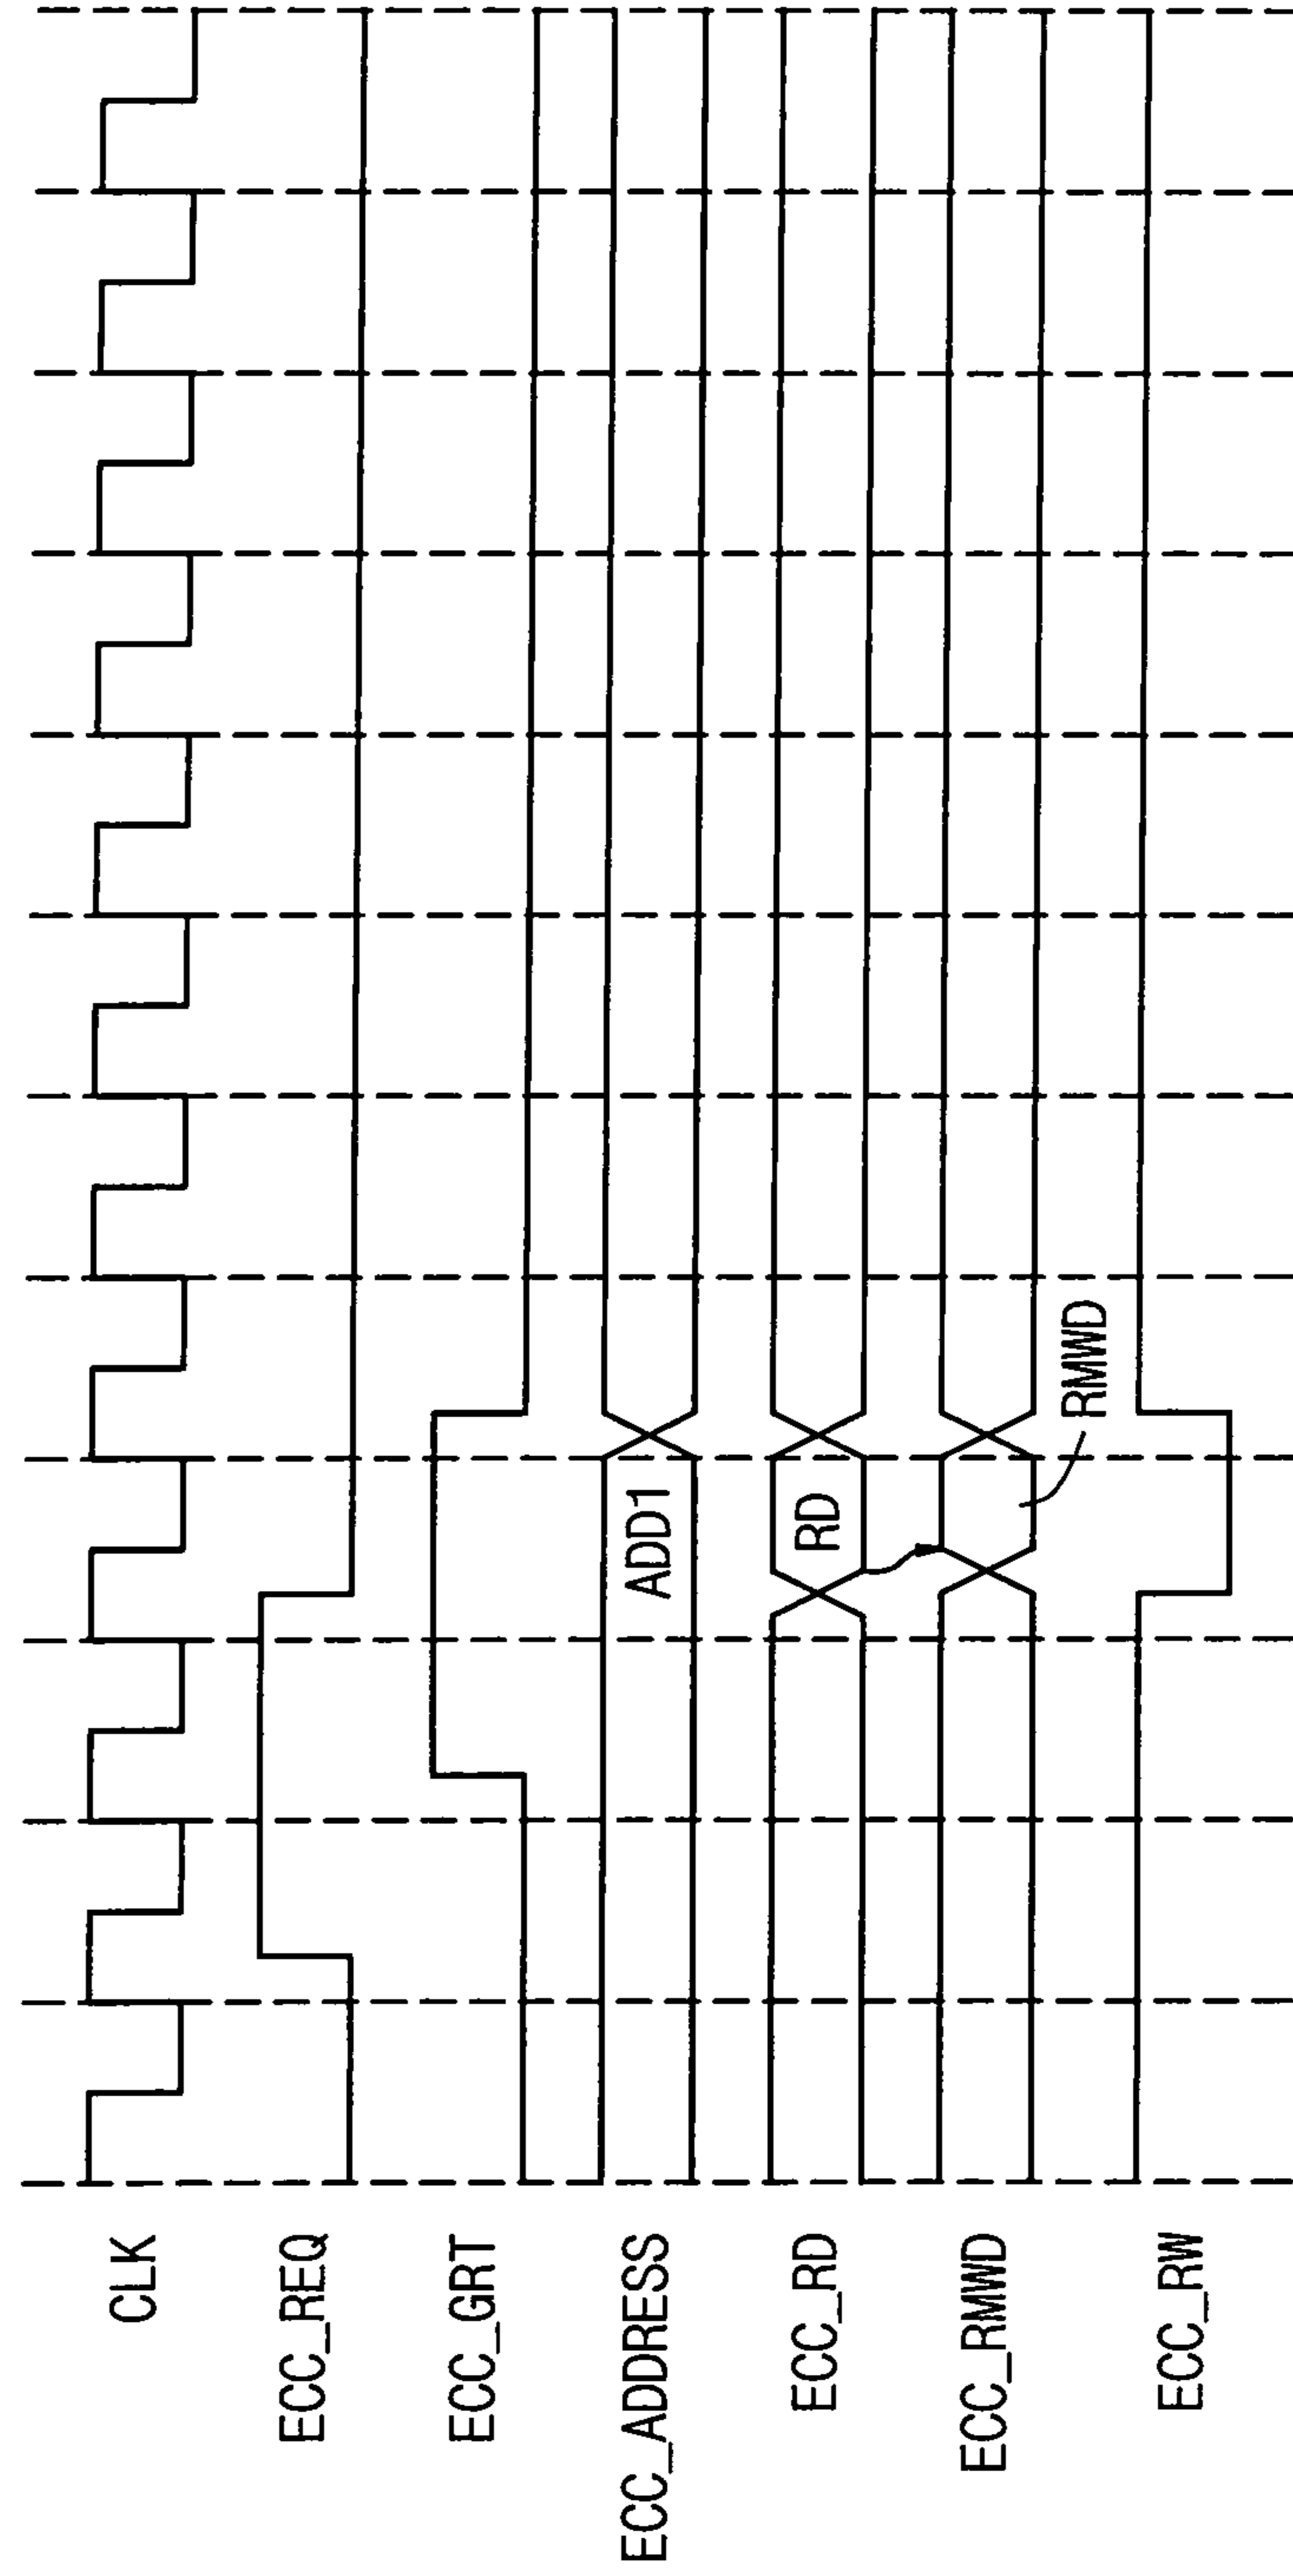 CLK
ECC_REQ
ECC_GRT
ECC_ADDRESS
ADD1
ECC_RD
RD
ECC_RMWD
RMWD
ECC_RW